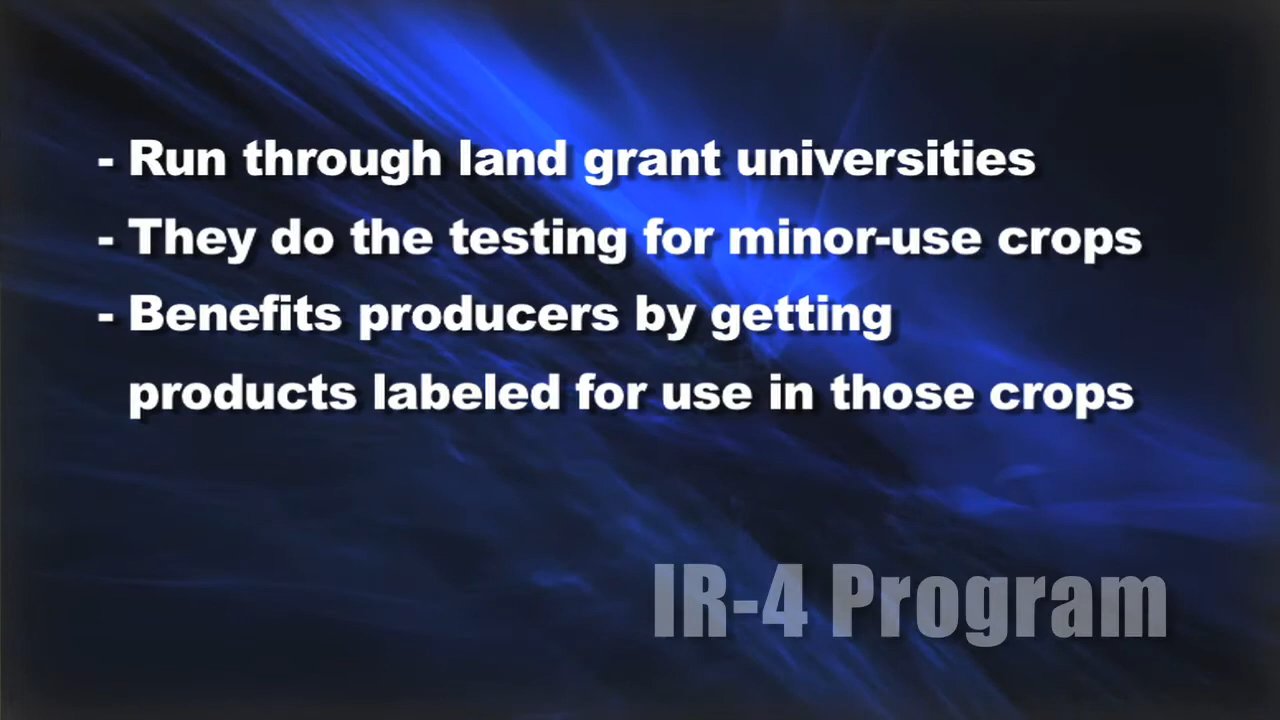 - Run through land grant universities
- They do the testing for minor-use crops
- Benefits producers by getting
products labeled for use in those crops
IR-4 Program